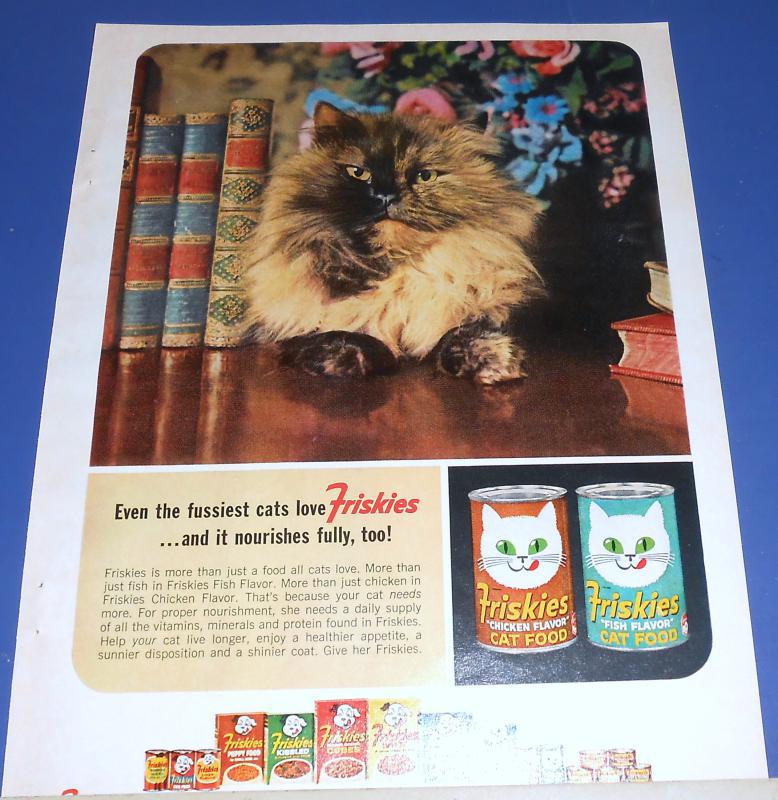 Even the fussiest cats love Friskies
...and it nourishes fully, too!
Friskies is more than just a food all cats love. More than
just fish in Friskies Fish Flavor. More than just chicken in
Friskies Chicken Flavor. That's because your cat needs
more. For proper nourishment, she needs a daily supply
of all the vitamins, minerals and protein found in Friskies.
Help your cat live longer, enjoy a healthier appetite, a
sunnier disposition and a shinier coat. Give her Friskies.
Friskies
"CHICKEN FLAVOR"
CAT FOOD
Friskies
"FISH FLAVOR"
CAT FOOD
Friskies
PUPPY FOOD
Friskies
KIBBLED
Friskies
CUBES
Friskies
Friskies
Friskies